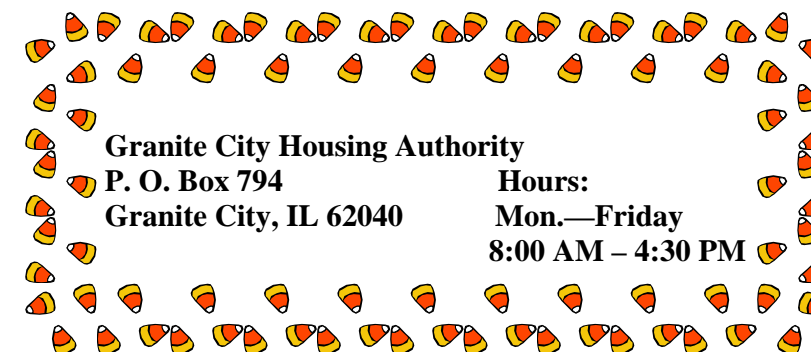 Granite City Housing Authority
P. O. Box 794 Hours:
Granite City, IL 62040 Mon.—Friday
8:00 AM – 4:30 PM